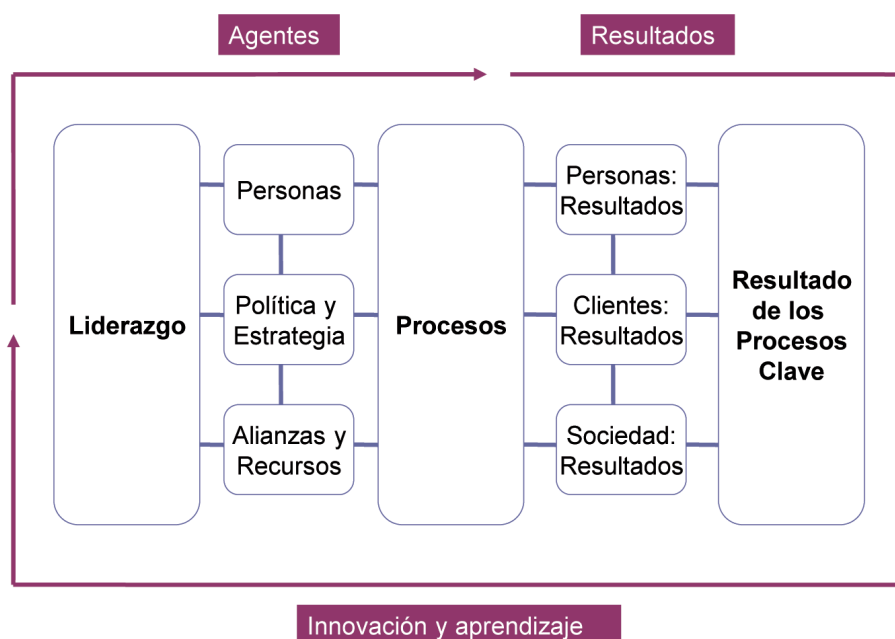 Agentes
Resultados
Liderazgo
Personas
Política y
Estrategia
Alianzas y
Recursos
Procesos
Personas:
Resultados
Clientes:
Resultados
Sociedad:
Resultados
Resultado
de los
Procesos
Clave
Innovación y aprendizaje